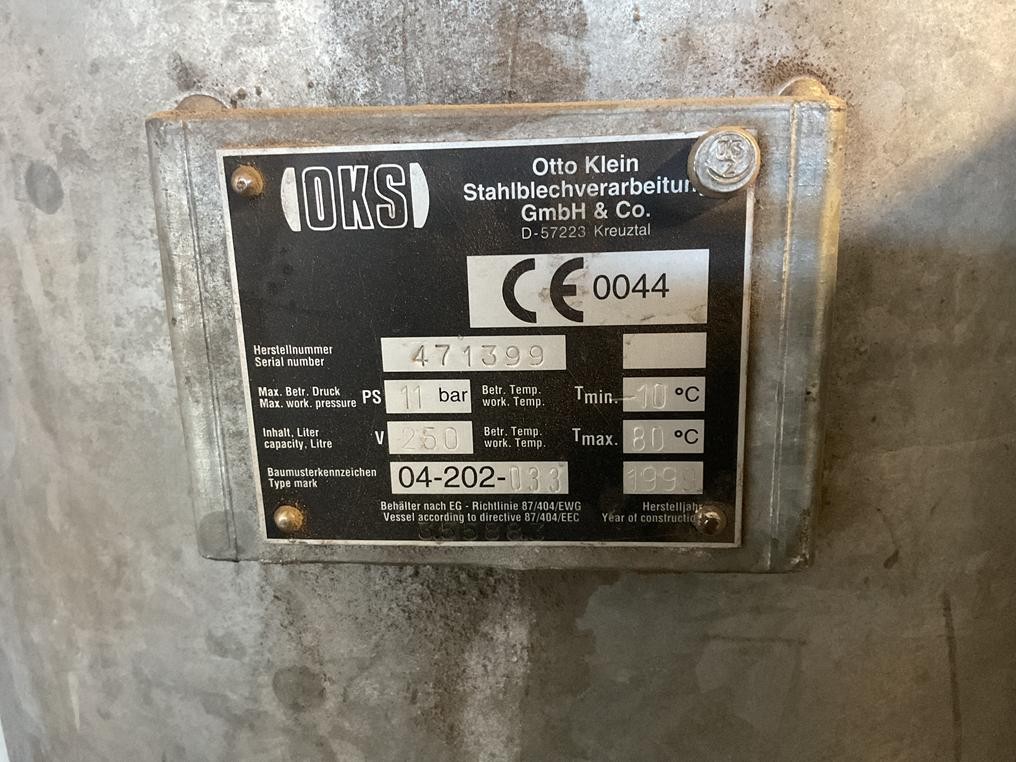 OKS
Otto Klein
Stahlblechverarbeitun
GmbH & Co.
D-57223 Kreuztal
CE 0044
Herstellnummer
Serial number
471399
Max. Betr. Druck
Max. work. pressure
PS
11 bar
Betr. Temp.
work. Temp.
Tmin.
-10 °C
Inhalt, Liter
capacity, Litre
V
250
Betr. Temp.
work. Temp.
Tmax.
80 °C
Baumusterkennzeichen
Type mark
04-202-033
1999
Behälter nach EG - Richtlinie 87/404/EWG
Vessel according to directive 87/404/EEC
Herstelljahr
Year of construction